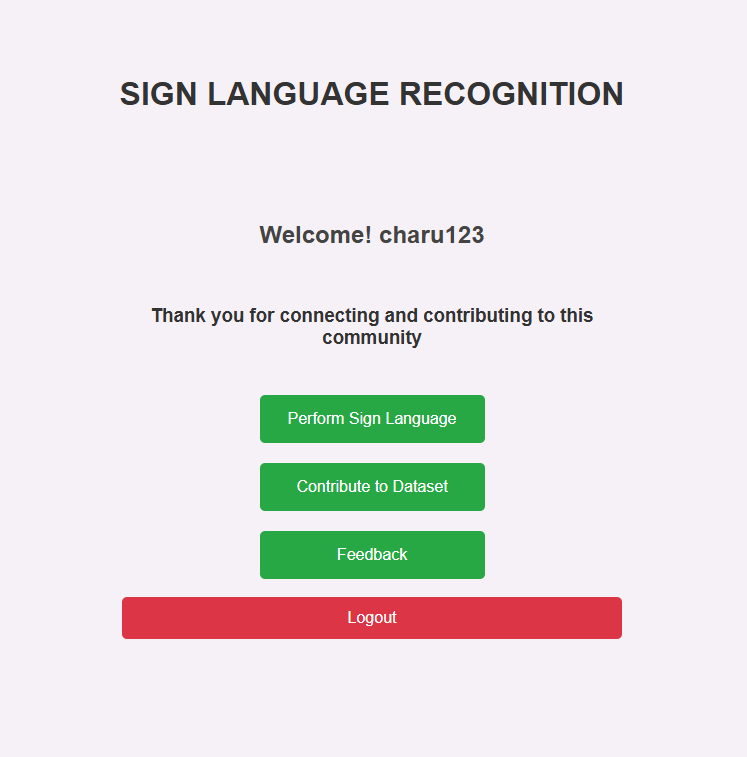 SIGN LANGUAGE RECOGNITION
Welcome! charu123
Thank you for connecting and contributing to this
community
Perform Sign Language
Contribute to Dataset
Feedback
Logout